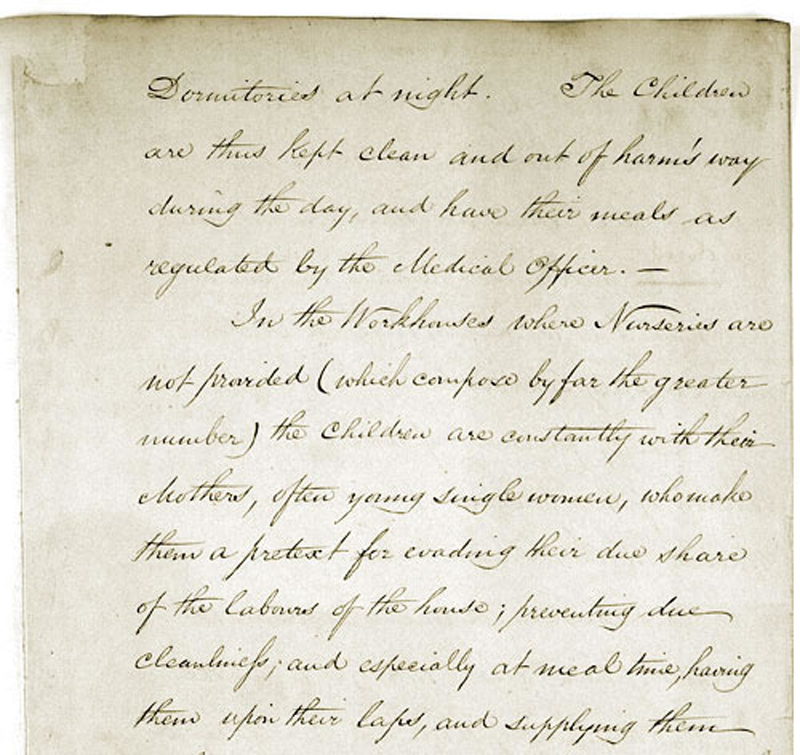 Dormitories at night. The Children
are thus kept clean and out of harm's way
during the day, and have their meals as
regulated by the Medical Officer. —
In the Workhouses where Nurseries are
not provided (which compose by far the greater
number) the Children are constantly with their
Mothers, often young single women, who make
them a pretext for evading their due share
of the labours of the house; preventing due
cleanliness; and especially at meal time, having
them upon their laps, and supplying them